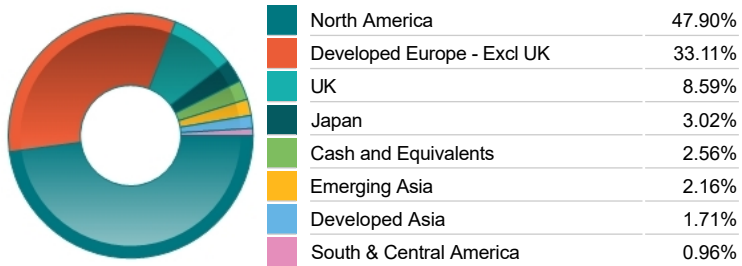 North America 47.90%
Developed Europe - Excl UK 33.11%
UK 8.59%
Japan 3.02%
Cash and Equivalents 2.56%
Emerging Asia 2.16%
Developed Asia 1.71%
South & Central America 0.96%